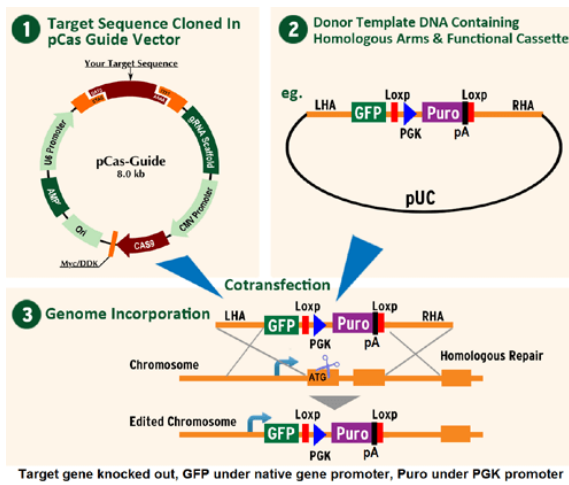 1 Target Sequence Cloned In
pCas Guide Vector
Your Target Sequence
U6 Promoter
gRNA Scaffold
pCas-Guide
8.0 kb
AMPr
CMV Promoter
Ori
CAS9
Myc/DDK
2 Donor Template DNA Containing
Homologous Arms & Functional Cassette
eg.
LHA Loxp Loxp RHA
GFP Puro
PGK pA
pUC
Cotransfection
3 Genome Incorporation
LHA Loxp Loxp RHA
GFP Puro
PGK pA
Homologous Repair
Chromosome
ATG
Edited Chromosome Loxp Loxp
GFP Puro
PGK pA
Target gene knocked out, GFP under native gene promoter, Puro under PGK promoter